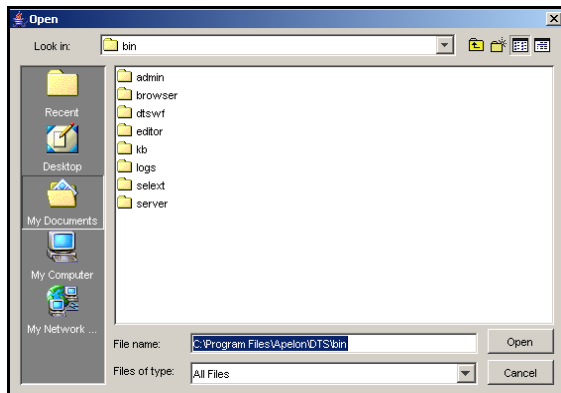 Open
Look in:
bin
Recent
Desktop
My Documents
My Computer
My Network ...
admin
browser
dtswf
editor
kb
logs
selext
server
File name:
C:\Program Files\Apelon\DTS\bin
Open
Files of type:
All Files
Cancel